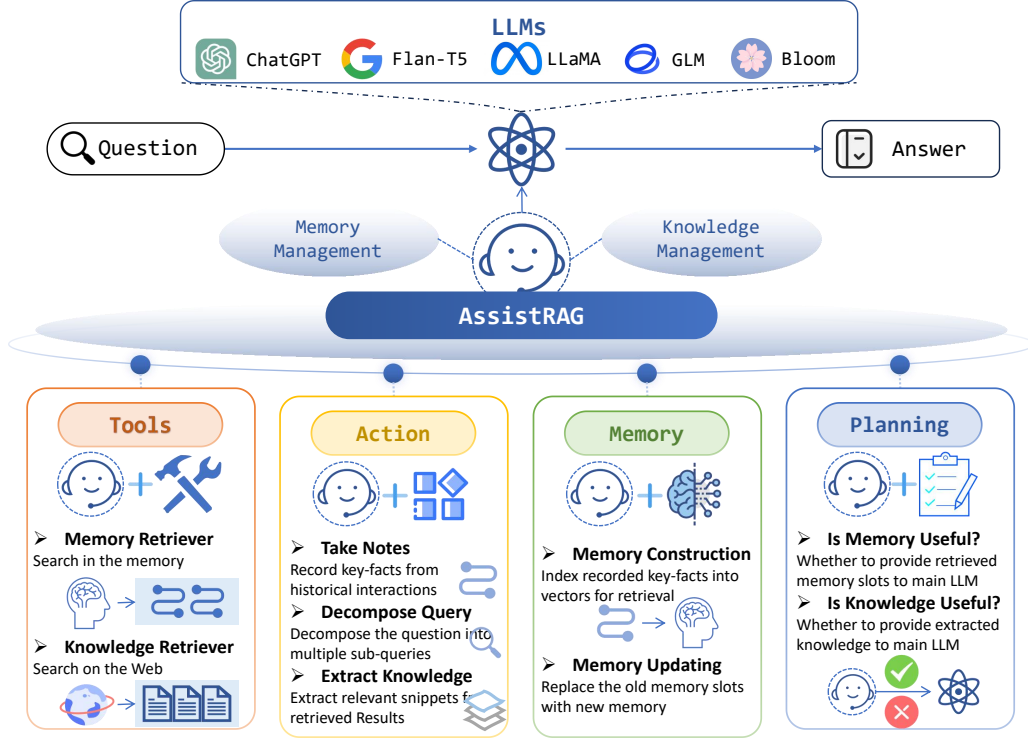 LLMs
ChatGPT
Flan-T5
LLaMA
GLM
Bloom
Question
Answer
Memory
Management
Knowledge
Management
AssistRAG
Tools
Memory Retriever
Search in the memory
Knowledge Retriever
Search on the Web
Action
Take Notes
Record key-facts from
historical interactions
Decompose Query
Decompose the question into
multiple sub-queries
Extract Knowledge
Extract relevant snippets
retrieved Results
Memory
Memory Construction
Index recorded key-facts into
vectors for retrieval
Memory Updating
Replace the old memory slots
with new memory
Planning
Is Memory Useful?
Whether to provide retrieved
memory slots to main LLM
Is Knowledge Useful?
Whether to provide extracted
knowledge to main LLM